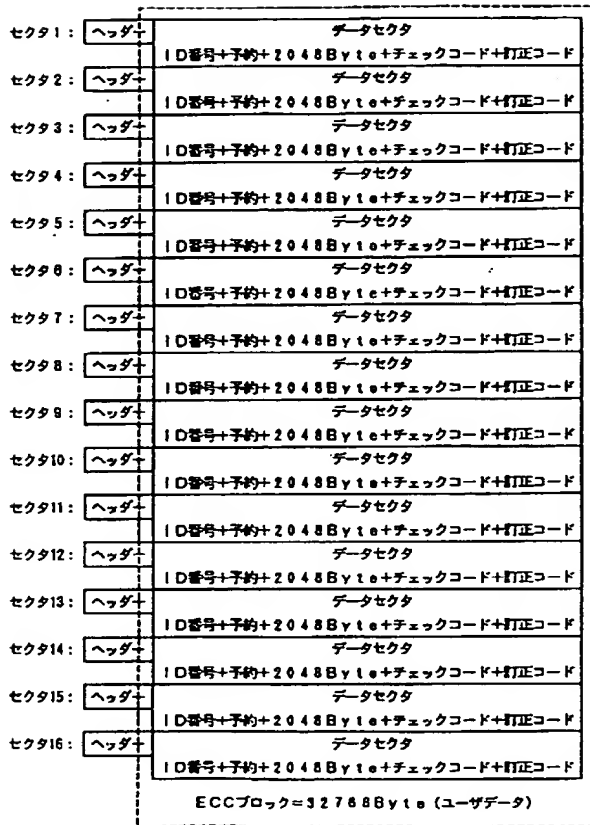 セクタ1: ヘッダー データセクタ
ID番号+予約+2048Byte+チェックコード+訂正コード
セクタ2: ヘッダー データセクタ
ID番号+予約+2048Byte+チェックコード+訂正コード
セクタ3: ヘッダー データセクタ
ID番号+予約+2048Byte+チェックコード+訂正コード
セクタ4: ヘッダー データセクタ
ID番号+予約+2048Byte+チェックコード+訂正コード
セクタ5: ヘッダー データセクタ
ID番号+予約+2048Byte+チェックコード+訂正コード
セクタ6: ヘッダー データセクタ
ID番号+予約+2048Byte+チェックコード+訂正コード
セクタ7: ヘッダー データセクタ
ID番号+予約+2048Byte+チェックコード+訂正コード
セクタ8: ヘッダー データセクタ
ID番号+予約+2048Byte+チェックコード+訂正コード
セクタ9: ヘッダー データセクタ
ID番号+予約+2048Byte+チェックコード+訂正コード
セクタ10: ヘッダー データセクタ
ID番号+予約+2048Byte+チェックコード+訂正コード
セクタ11: ヘッダー データセクタ
ID番号+予約+2048Byte+チェックコード+訂正コード
セクタ12: ヘッダー データセクタ
ID番号+予約+2048Byte+チェックコード+訂正コード
セクタ13: ヘッダー データセクタ
ID番号+予約+2048Byte+チェックコード+訂正コード
セクタ14: ヘッダー データセクタ
ID番号+予約+2048Byte+チェックコード+訂正コード
セクタ15: ヘッダー データセクタ
ID番号+予約+2048Byte+チェックコード+訂正コード
セクタ16: ヘッダー データセクタ
ID番号+予約+2048Byte+チェックコード+訂正コード
ECCブロック=32768Byte(ユーザデータ)